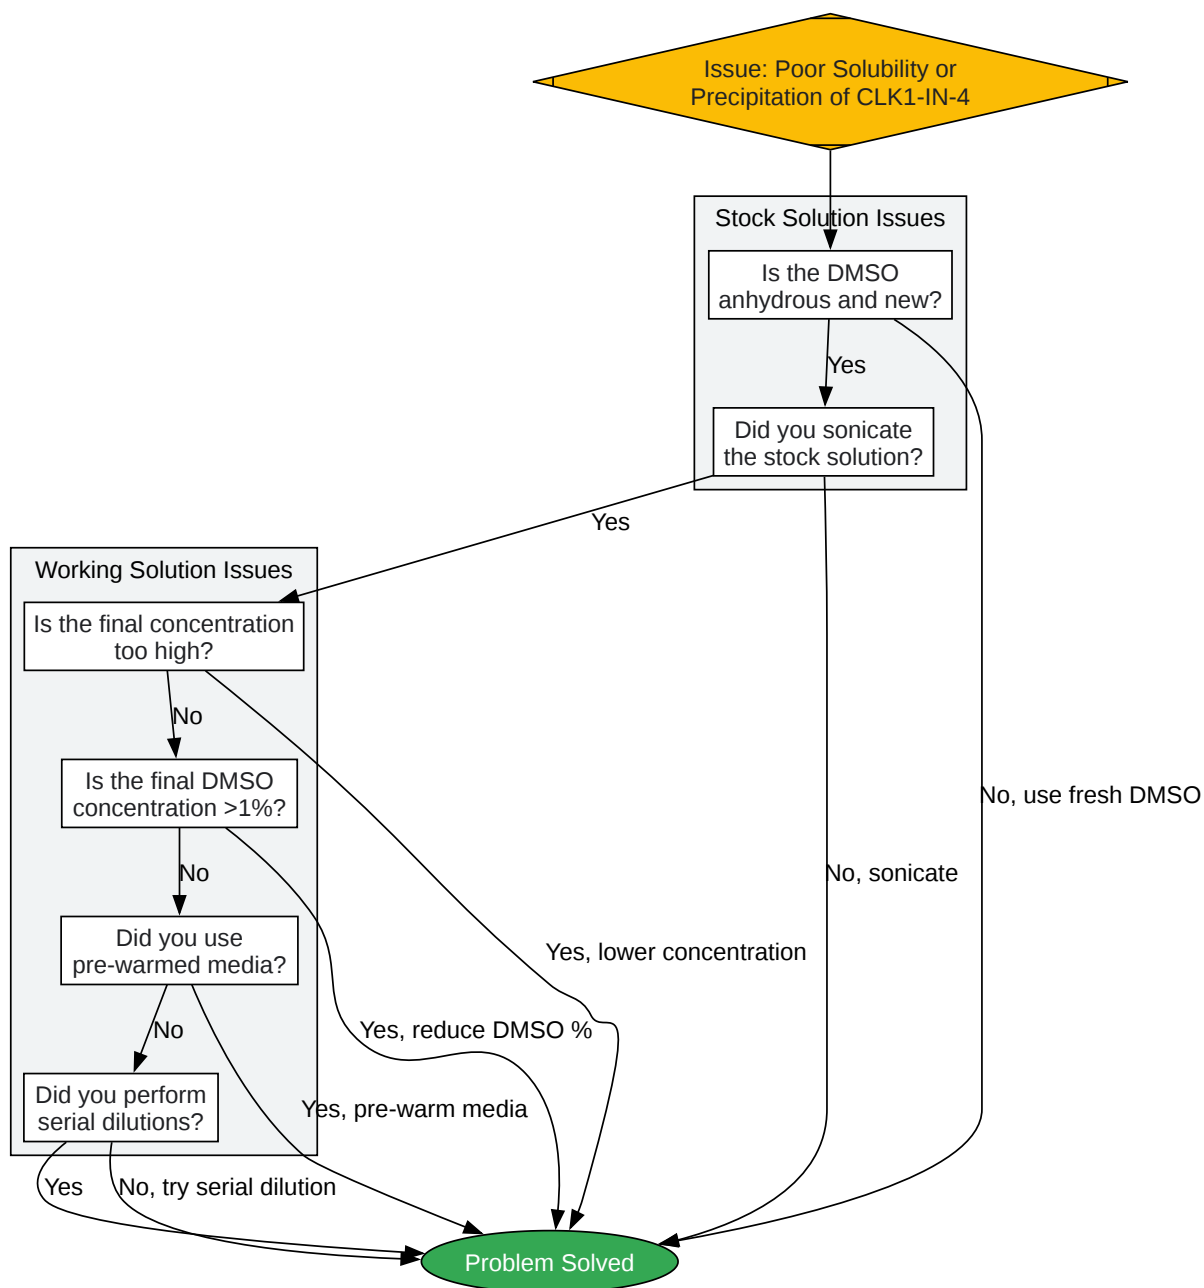 Issue: Poor Solubility or
Precipitation of CLK1-IN-4
Stock Solution Issues
Is the DMSO
anhydrous and new?
Yes
Did you sonicate
the stock solution?
Yes
Working Solution Issues
Is the final concentration
too high?
No
Is the final DMSO
concentration >1%?
No, use fresh DMSO
No
No, sonicate
Did you use
pre-warmed media?
Yes, lower concentration
No
Yes, reduce DMSO %
Did you perform
serial dilutions?
Yes, pre-warm media
Yes
No, try serial dilution
Problem Solved